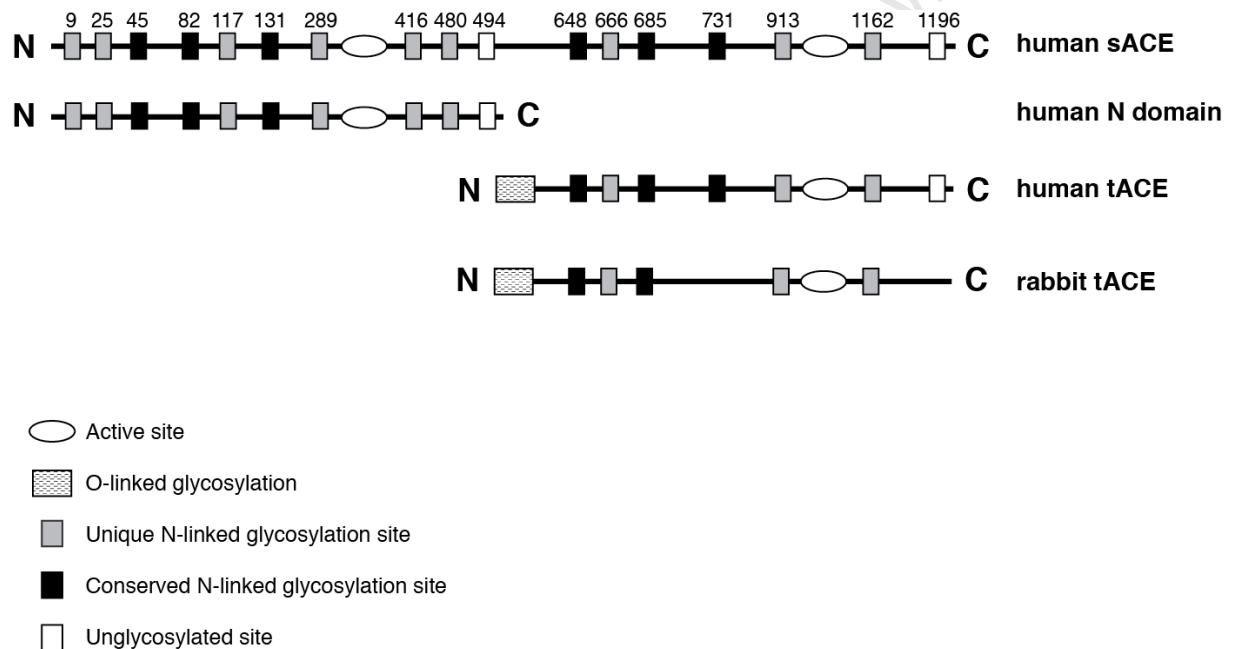 9 25 45 82 117 131 289 416 480 494 648 666 685 731 913 1162 1196
N C human sACE
N C human N domain
N C human tACE
N C rabbit tACE
Active site
O-linked glycosylation
Unique N-linked glycosylation site
Conserved N-linked glycosylation site
Unglycosylated site